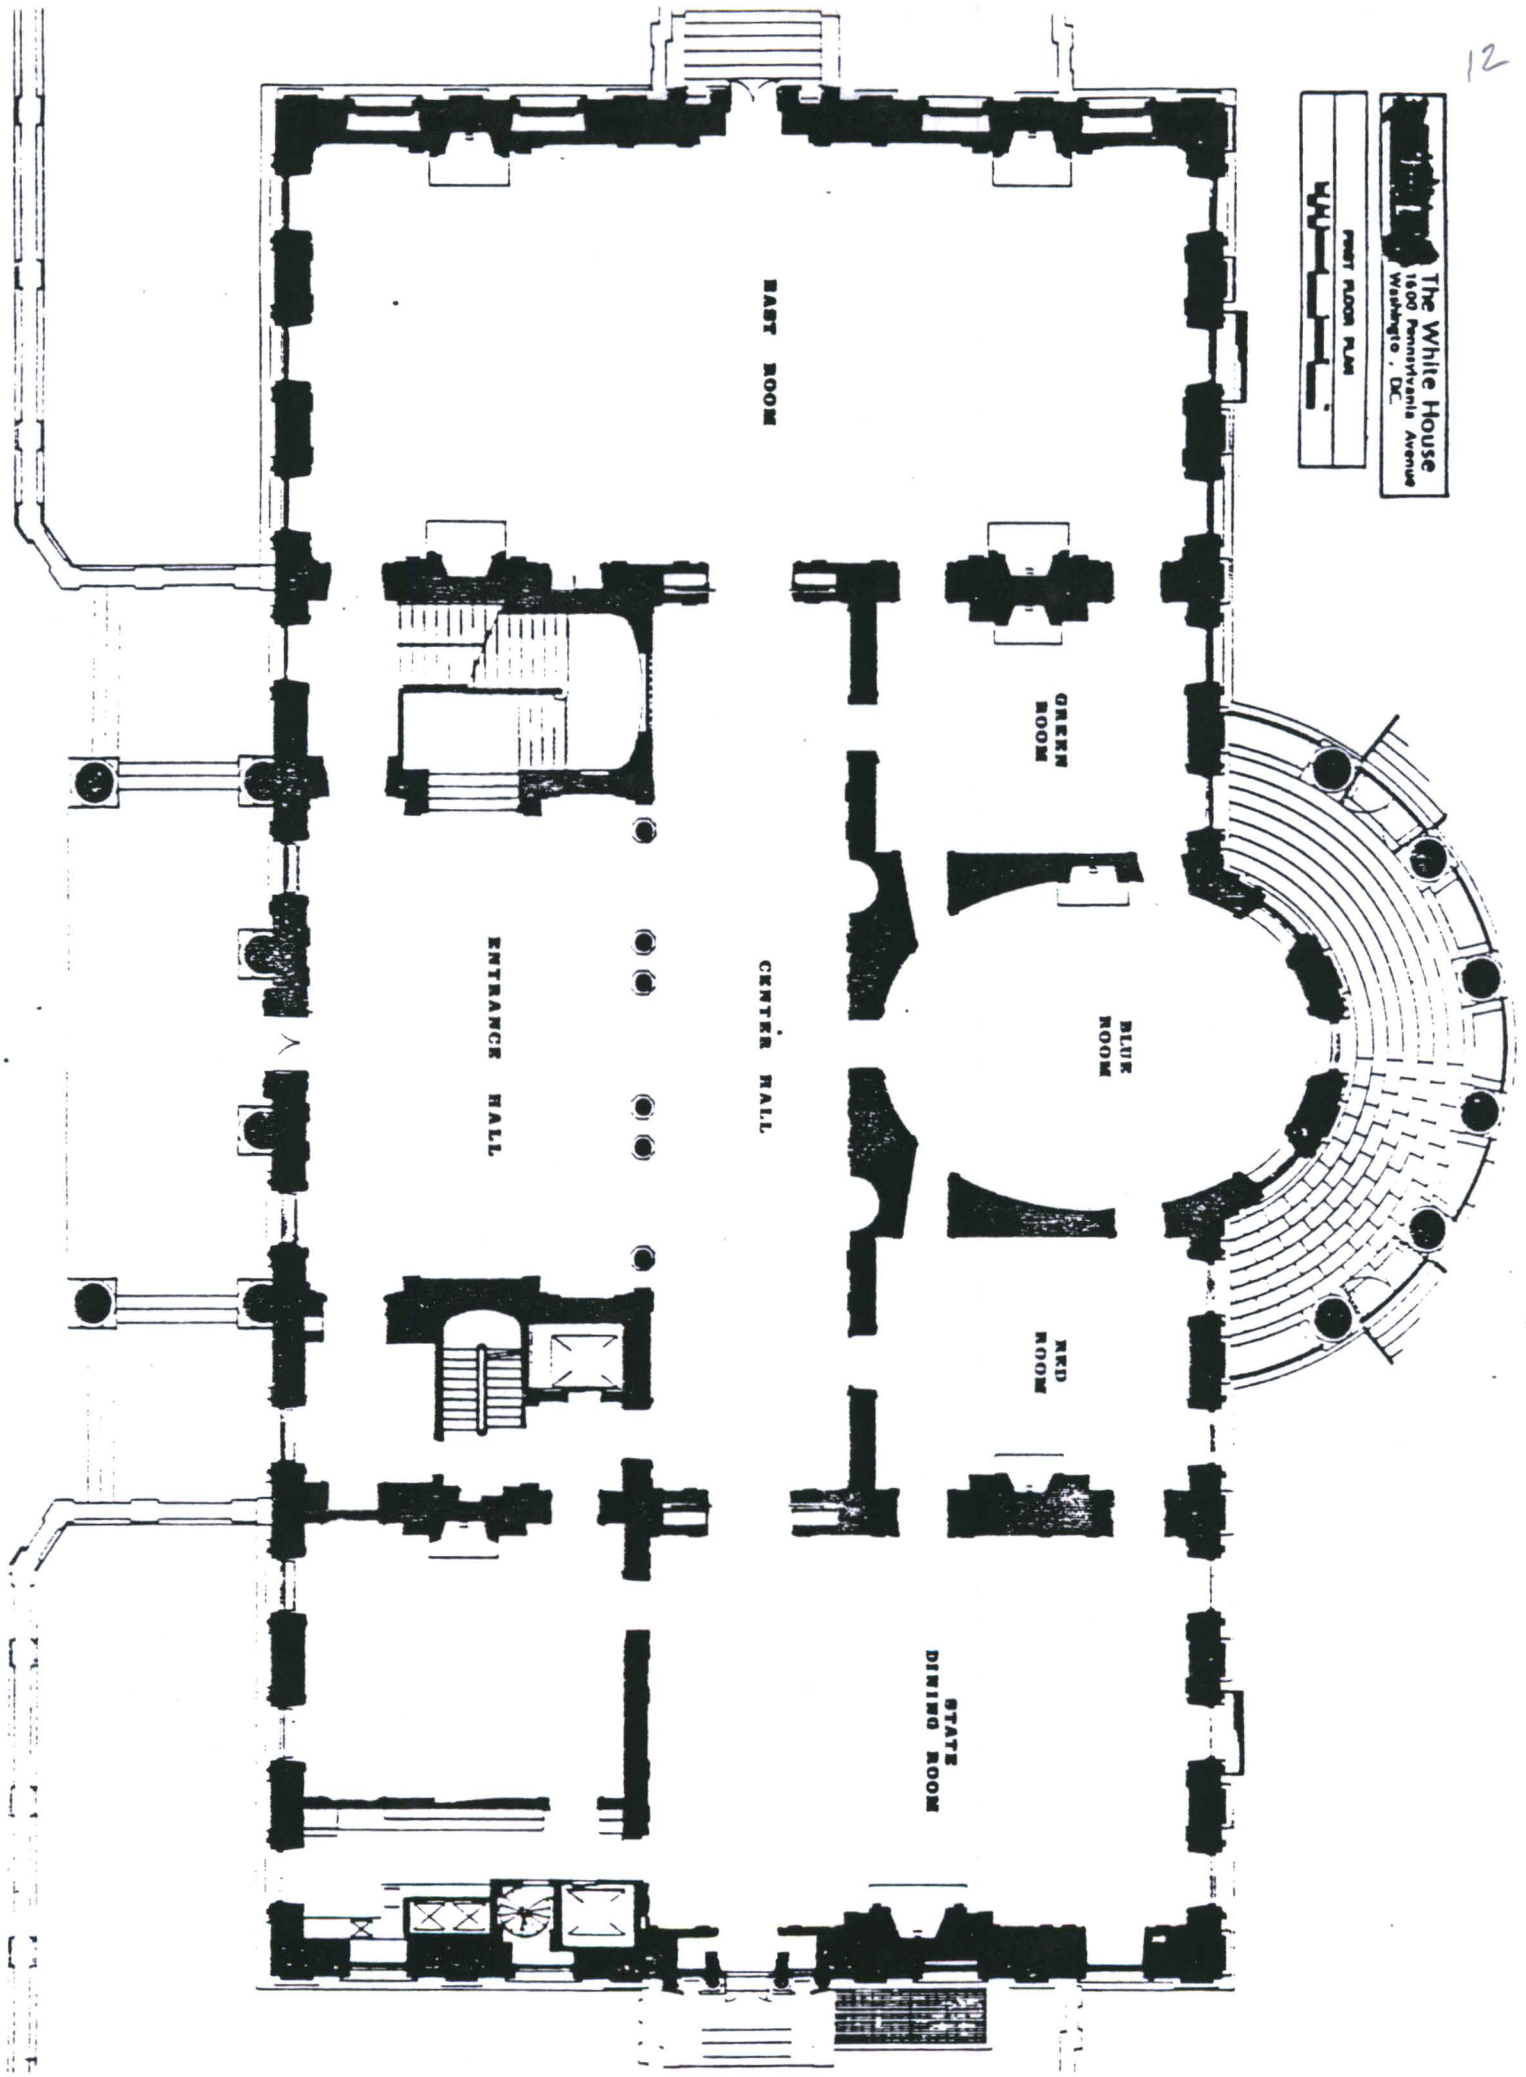 12
The White House
1600 Pennsylvania Avenue
Washingto , DC.
FIRST FLOOR PLAN
EAST ROOM
GREEN
ROOM
BLUE
ROOM
ENTRANCE HALL
CENTER HALL
RED
ROOM
STATE
DINING ROOM